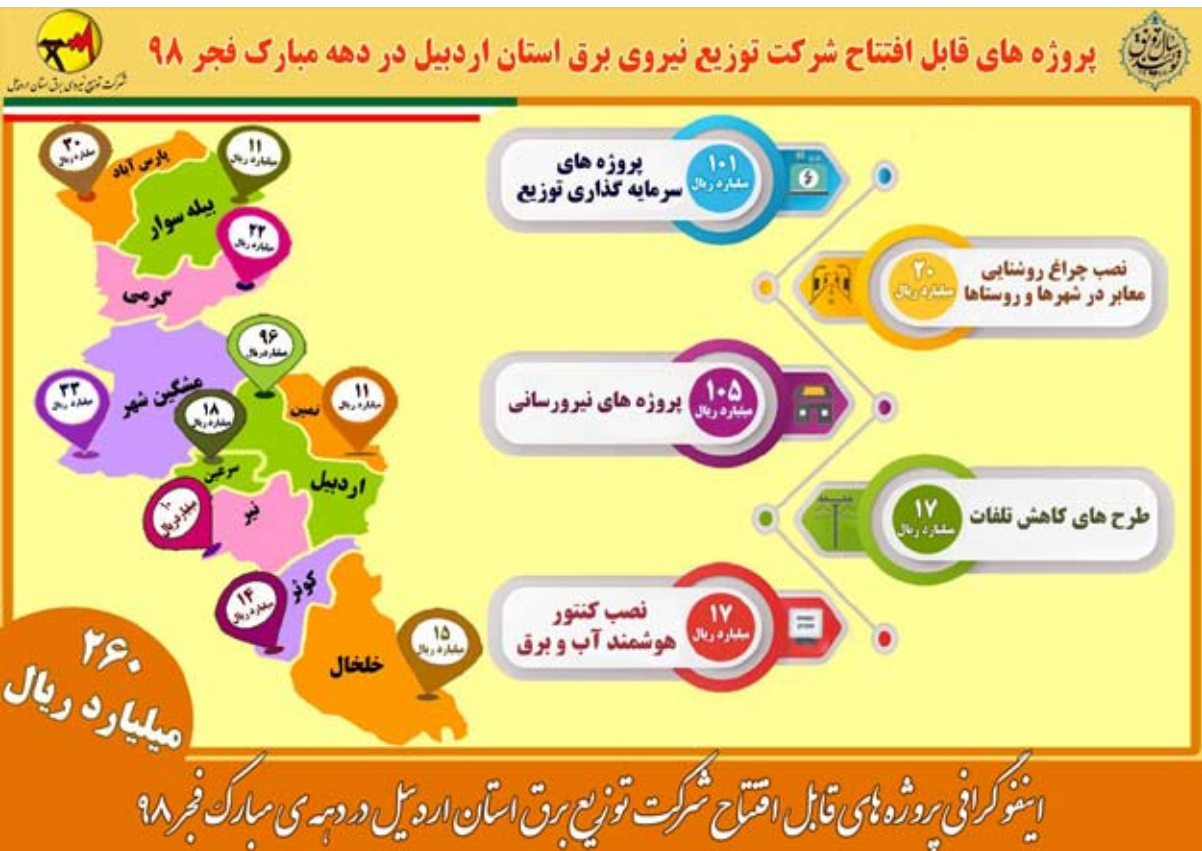 پروژه های قابل افتتاح شرکت توزیع نیروی برق استان اردبیل در دهه مبارک فجر ۹۸
شرکت توزیع نیروی برق استان اردبیل
۱۰۱
میلیارد ریال
پروژه های
سرمایه گذاری توزیع
نصب چراغ روشنایی
معابر در شهرها و روستاها
۲۰
میلیارد ریال
۱۰۵
میلیارد ریال
پروژه های نیرورسانی
طرح های کاهش تلفات
۱۷
میلیارد ریال
۱۷
میلیارد ریال
نصب کنتور
هوشمند آب و برق
۳۰
میلیارد ریال
پارس آباد
۱۱
میلیارد ریال
بیله سوار
۲۲
میلیارد ریال
گرمی
۹۶
میلیارد ریال
۳۳
میلیارد ریال
مشگین شهر
۱۸
میلیارد ریال
نمین
۱۱
میلیارد ریال
سرعین
اردبیل
۱۰
میلیارد ریال
نیر
۱۴
میلیارد ریال
کوثر
۱۵
میلیارد ریال
خلخال
۲۶۰
میلیارد ریال
اینفوگرافی پروژه های قابل افتتاح شرکت توزیع برق استان اردبیل در دهه ی مبارک فجر ۹۸